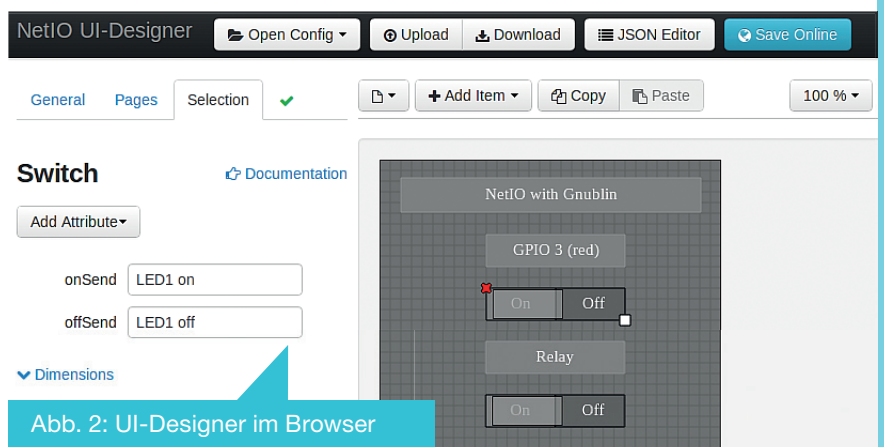 NetIO UI-Designer Open Config Upload Download JSON Editor Save Online
General Pages Selection Add Item Copy Paste 100 %
Switch Documentation
Add Attribute
onSend LED1 on
offSend LED1 off
Dimensions
NetIO with Gnublin
GPIO 3 (red)
On Off
Relay
On Off
Abb. 2: UI-Designer im Browser